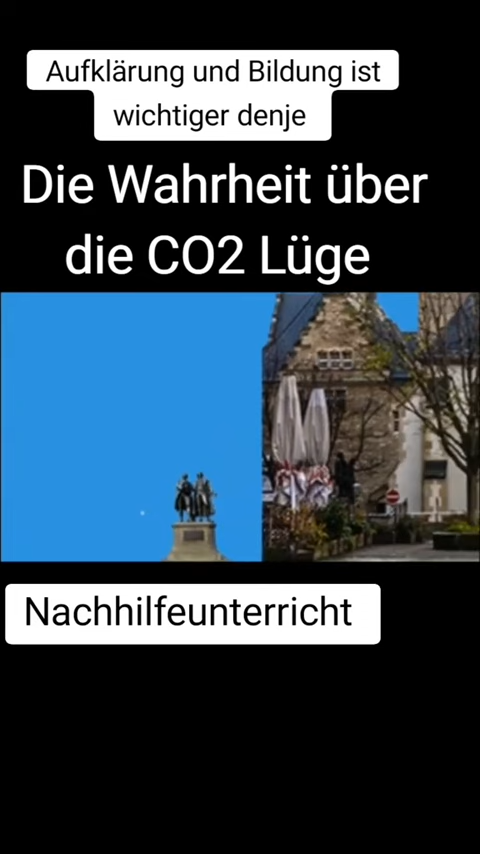 Aufklärung und Bildung ist
wichtiger denje
Die Wahrheit über
die CO2 Lüge
Nachhilfeunterricht